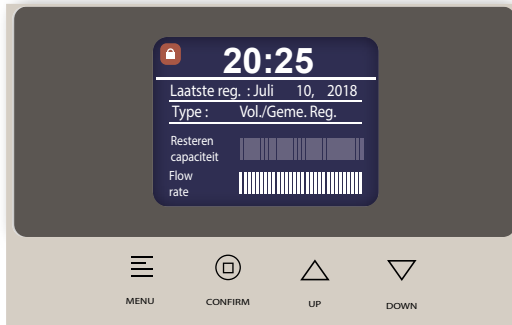 20:25
Laatste reg. : Juli 10, 2018
Type : Vol./Geme. Reg.
Resteren
capaciteit
Flow
rate
MENU CONFIRM UP DOWN